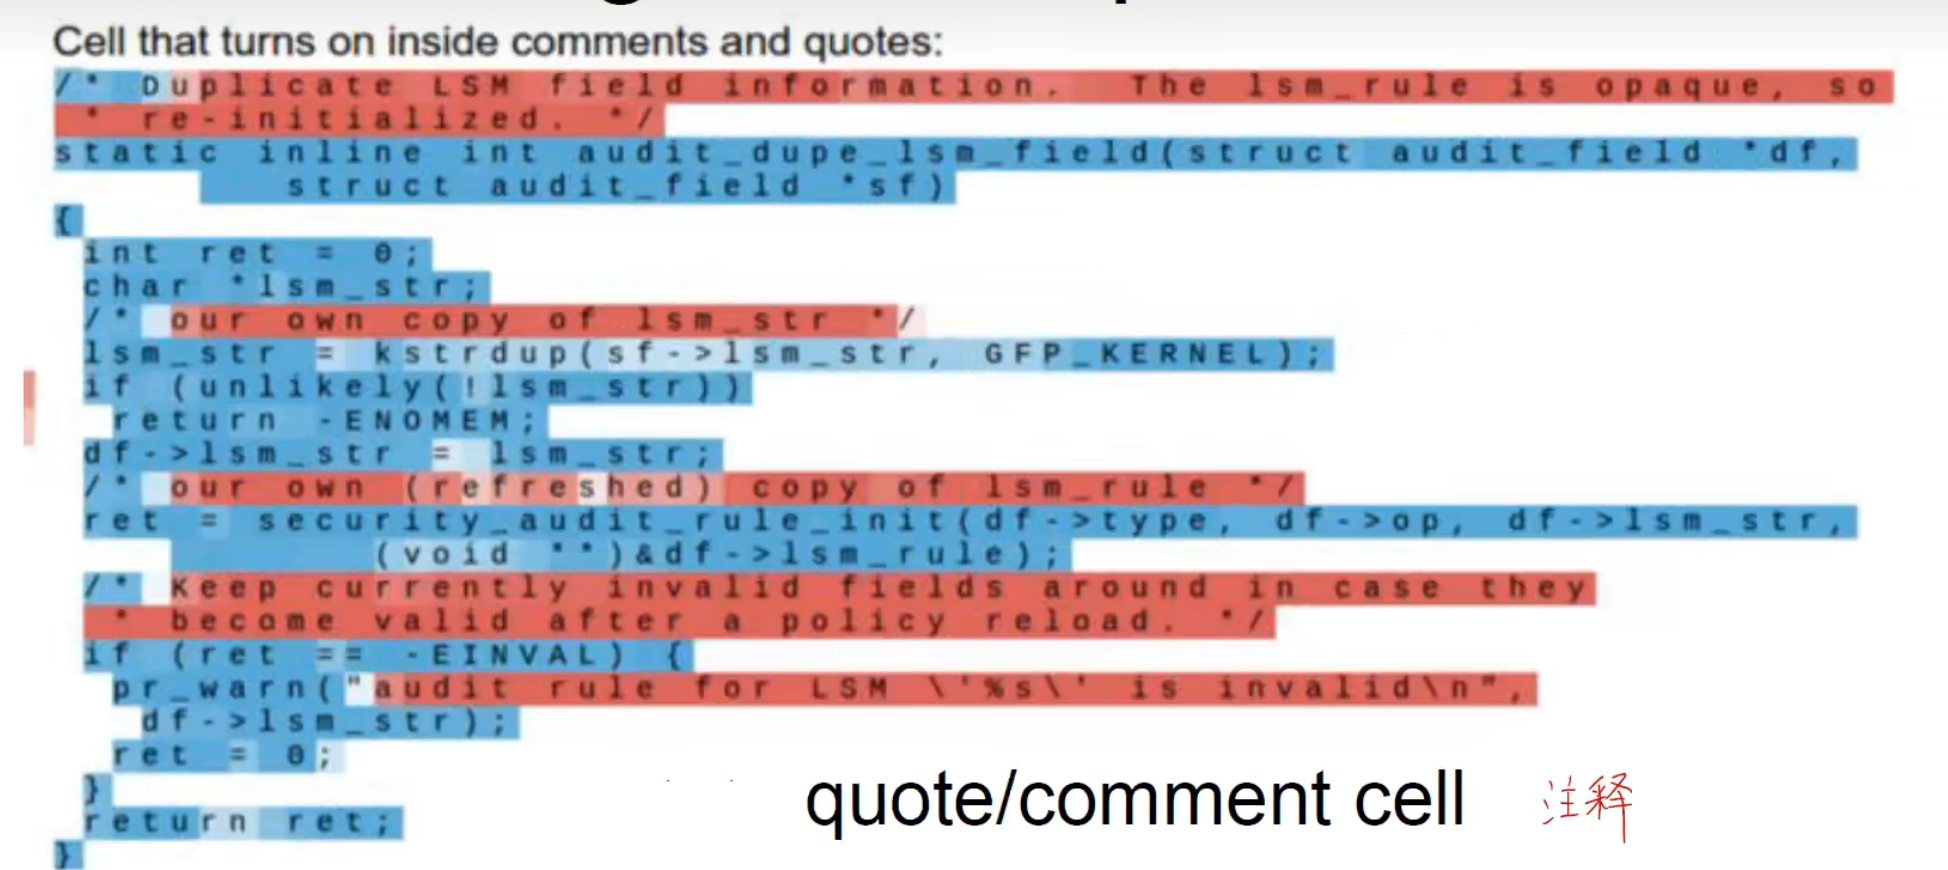 Cell that turns on inside comments and quotes:
/* Duplicate LSM field information.  The lsm_rule is opaque, so
 * re-initialized.  */
static inline int audit_dupe_lsm_field(struct audit_field *df,
struct audit_field *sf)
{
int ret = 0;
char *lsm_str;
/* our own copy of lsm_str */
lsm_str = kstrdup(sf->lsm_str, GFP_KERNEL);
if (unlikely(!lsm_str))
return -ENOMEM;
df->lsm_str = lsm_str;
/* our own (refreshed) copy of lsm_rule */
ret = security_audit_rule_init(df->type, df->op, df->lsm_str,
(void **)&df->lsm_rule);
/* Keep currently invalid fields around in case they
 * become valid after a policy reload.  */
if (ret == -EINVAL) {
pr_warn("audit rule for LSM \'%s\' is invalid\n",
df->lsm_str);
ret = 0;
}
return ret;
}
quote/comment cell 注释